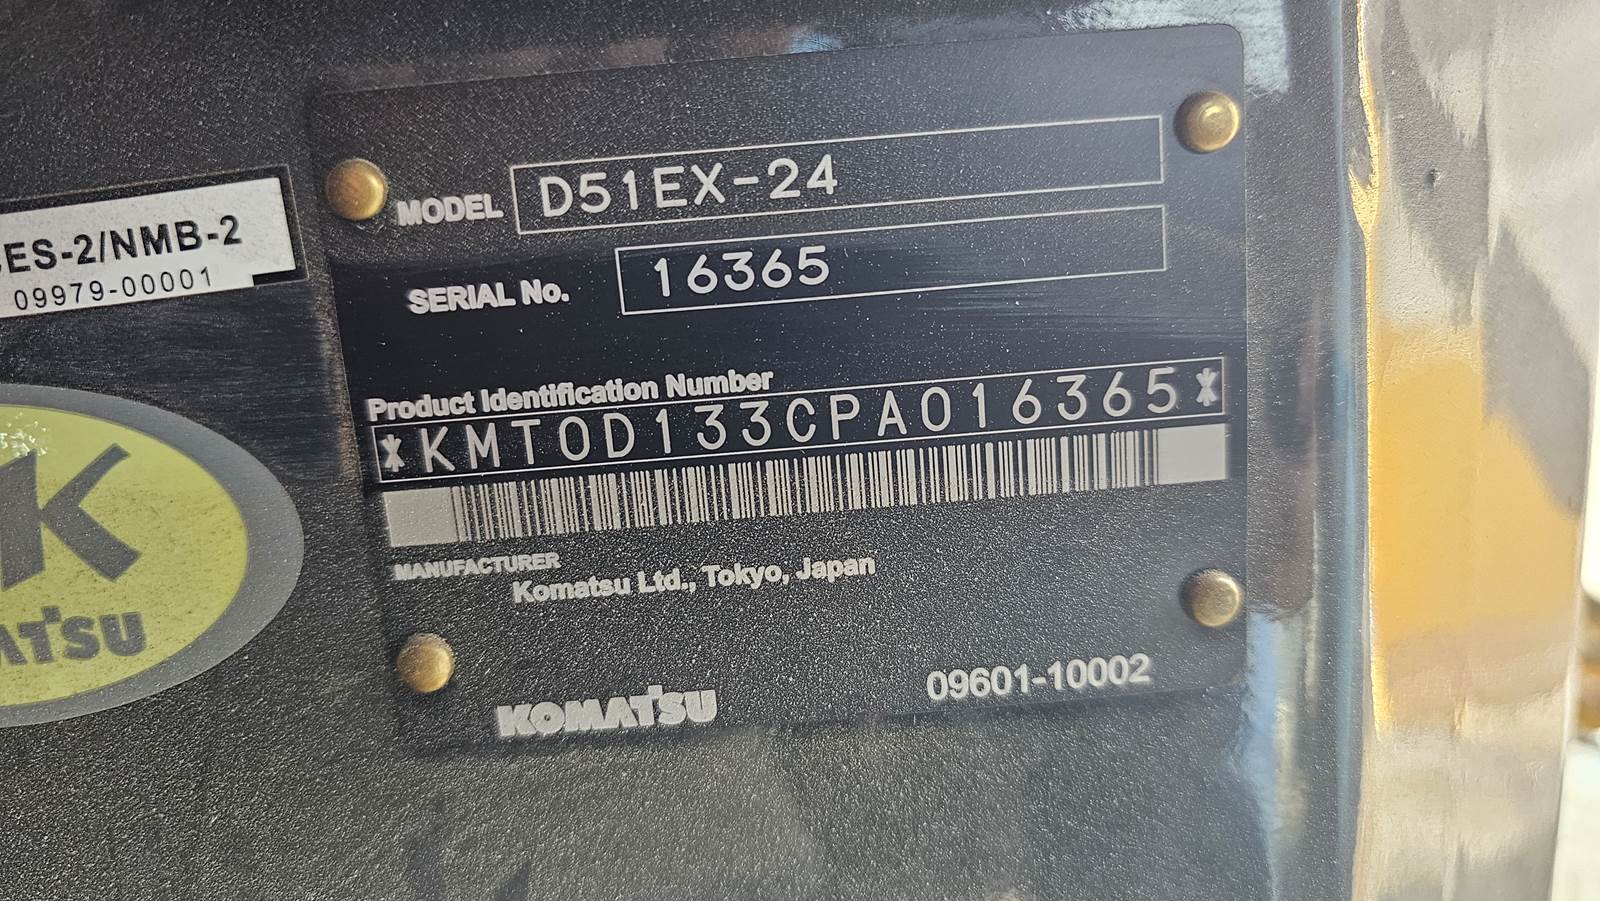 MODEL D51EX-24
SERIAL No. 16365
Product Identification Number
*KMT0D133CPA016365*
MANUFACTURER
Komatsu Ltd., Tokyo, Japan
KOMATSU 09601-10002
ES-2/NMB-2
09979-00001
K
ATSU